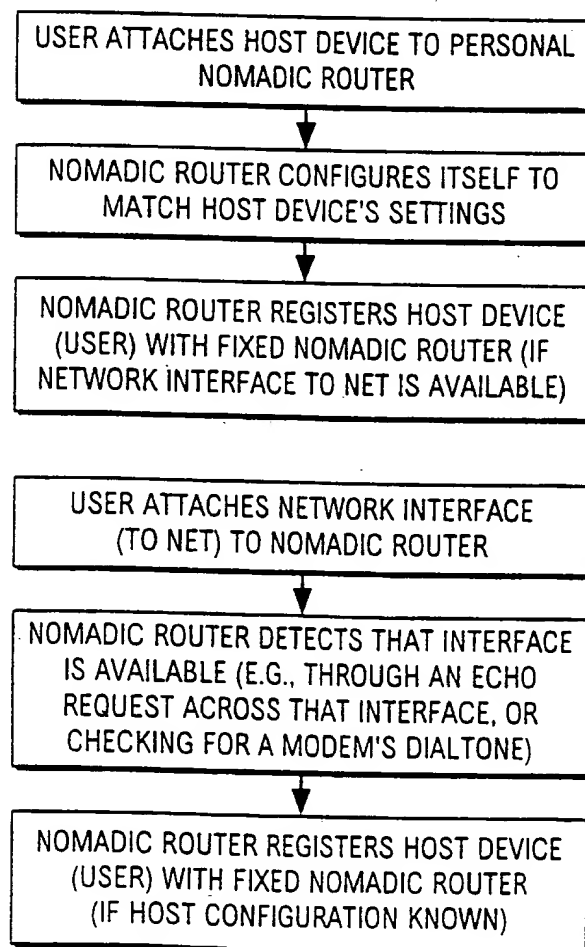 USER ATTACHES HOST DEVICE TO PERSONAL
NOMADIC ROUTER
NOMADIC ROUTER CONFIGURES ITSELF TO
MATCH HOST DEVICE'S SETTINGS
NOMADIC ROUTER REGISTERS HOST DEVICE
(USER) WITH FIXED NOMADIC ROUTER (IF
NETWORK INTERFACE TO NET IS AVAILABLE)
USER ATTACHES NETWORK INTERFACE
(TO NET) TO NOMADIC ROUTER
NOMADIC ROUTER DETECTS THAT INTERFACE
IS AVAILABLE (E.G., THROUGH AN ECHO
REQUEST ACROSS THAT INTERFACE, OR
CHECKING FOR A MODEM'S DIALTONE)
NOMADIC ROUTER REGISTERS HOST DEVICE
(USER) WITH FIXED NOMADIC ROUTER
(IF HOST CONFIGURATION KNOWN)